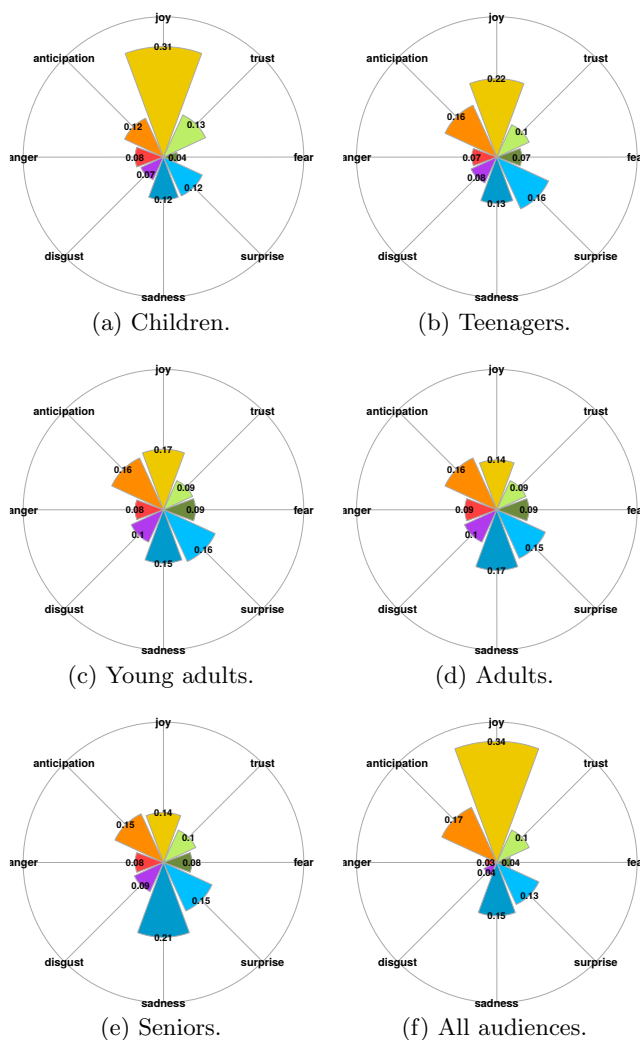 joy
0.31
anticipation
trust
0.12
0.13
anger
0.08
0.04
fear
0.07
0.12
0.12
disgust
surprise
sadness
(a) Children.
joy
0.22
anticipation
trust
0.16
0.1
anger
0.07
0.07
fear
0.08
0.16
0.13
disgust
surprise
sadness
(b) Teenagers.
joy
0.17
anticipation
trust
0.16
0.09
anger
0.08
0.09
fear
0.1
0.16
0.15
disgust
surprise
sadness
(c) Young adults.
joy
0.14
anticipation
trust
0.16
0.09
anger
0.09
0.09
fear
0.1
0.15
0.17
disgust
surprise
sadness
(d) Adults.
joy
0.14
anticipation
trust
0.15
0.1
anger
0.08
0.08
fear
0.09
0.15
0.21
disgust
surprise
sadness
(e) Seniors.
joy
0.34
anticipation
trust
0.17
0.1
anger
0.03
0.04
fear
0.04
0.13
0.15
disgust
surprise
sadness
(f) All audiences.